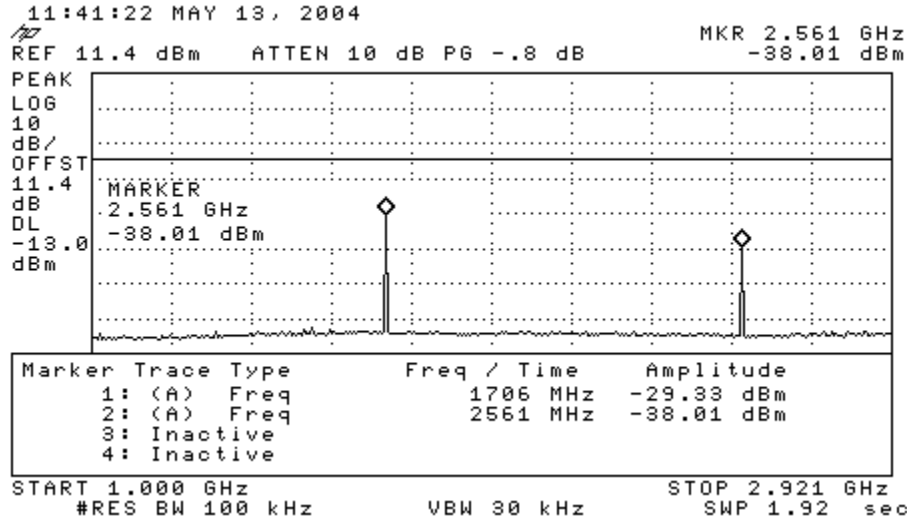 11:41:22 MAY 13, 2004
hp
MKR 2.561 GHz
REF 11.4 dBm ATTEN 10 dB PG -.8 dB -38.01 dBm
PEAK
LOG
10
dB/
OFFST
11.4
dB
DL
-13.0
dBm
MARKER
2.561 GHz
-38.01 dBm
Marker Trace Type Freq / Time Amplitude
1: (A) Freq 1706 MHz -29.33 dBm
2: (A) Freq 2561 MHz -38.01 dBm
3: Inactive
4: Inactive
START 1.000 GHz STOP 2.921 GHz
#RES BW 100 kHz VBW 30 kHz SWP 1.92 sec